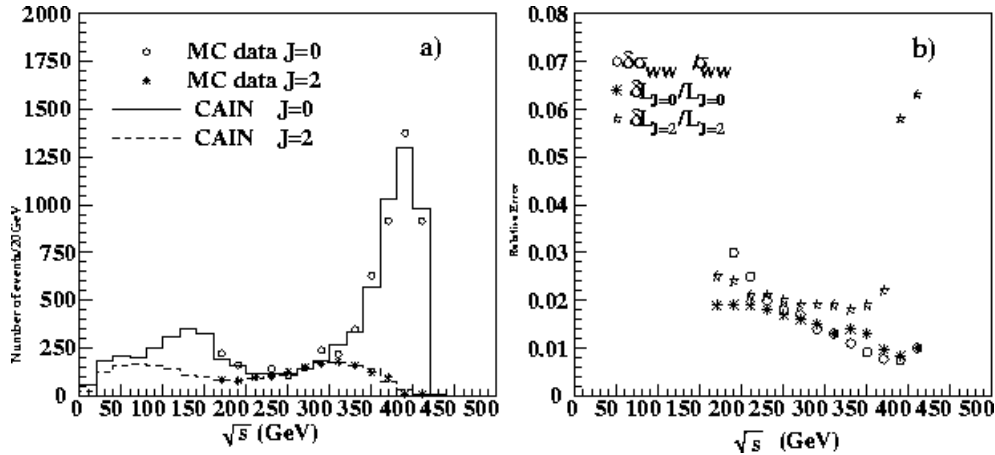 2000
1750
1500
1250
1000
750
500
250
0
Number of events/20 GeV
a)
MC data J=0
MC data J=2
CAIN J=0
CAIN J=2
0 50 100 150 200 250 300 350 400 450 500
√s (GeV)
0.08
0.07
0.06
0.05
0.04
0.03
0.02
0.01
0
Relative Error
b)
δσWW /σWW
δLJ=0/LJ=0
δLJ=2/LJ=2
0 50 100 150 200 250 300 350 400 450 500
√s (GeV)